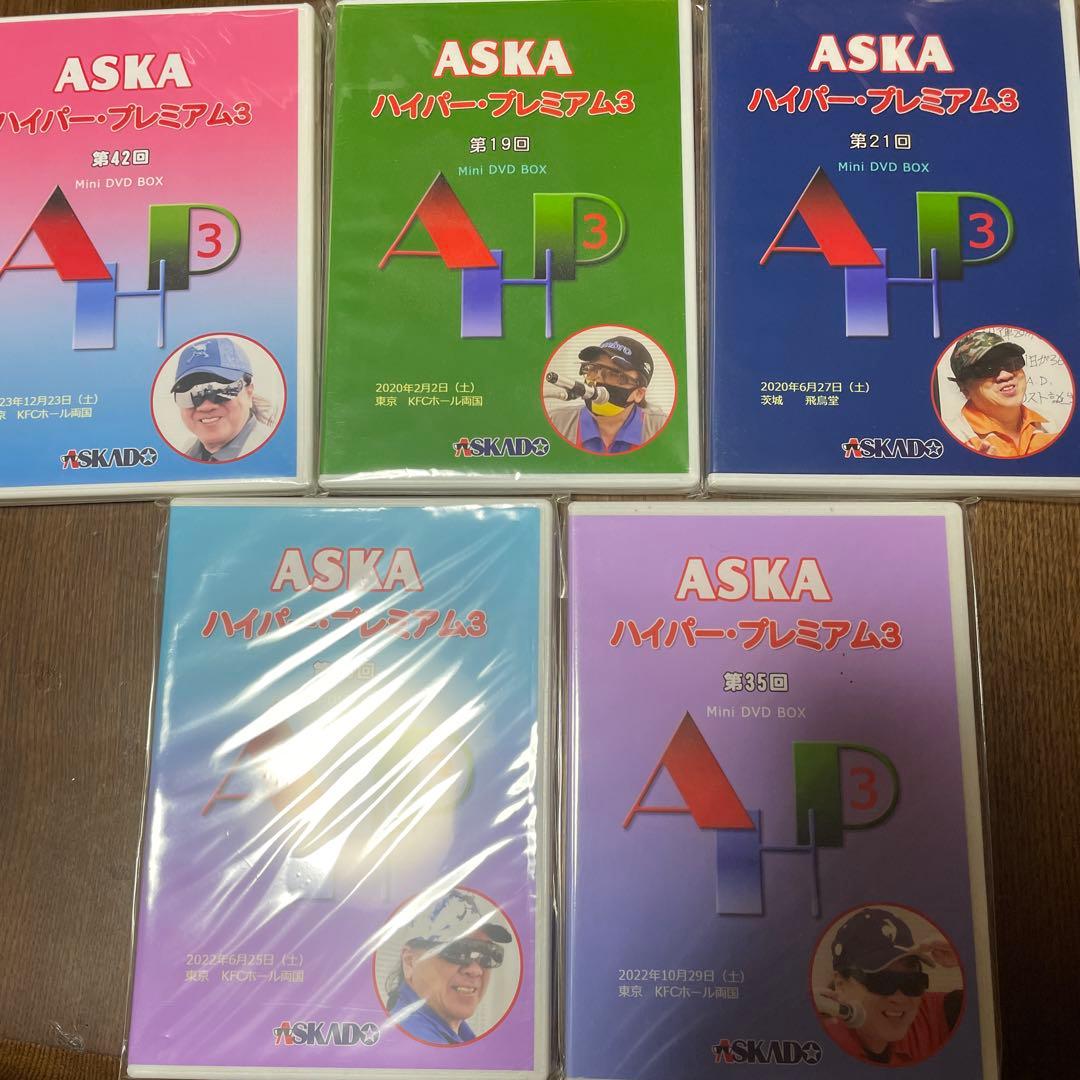 ASKA
ハイパー・プレミアム3
第42回
Mini DVD BOX
AHP3
23年12月23日（土）
京 KFCホール両国
ASKADO
ASKA
ハイパー・プレミアム3
第19回
Mini DVD BOX
AHP3
2020年2月2日（土）
東京 KFCホール両国
ASKADO
ASKA
ハイパー・プレミアム3
第21回
Mini DVD BOX
AHP3
2020年6月27日（土）
茨城 飛鳥堂
A.D.
ASKADO
ASKA
ハイパー・プレミアム3
第 回
2022年6月25日（土）
東京 KFCホール両国
ASKADO
ASKA
ハイパー・プレミアム3
第35回
Mini DVD BOX
AHP3
2022年10月29日（土）
東京 KFCホール両国
ASKADO